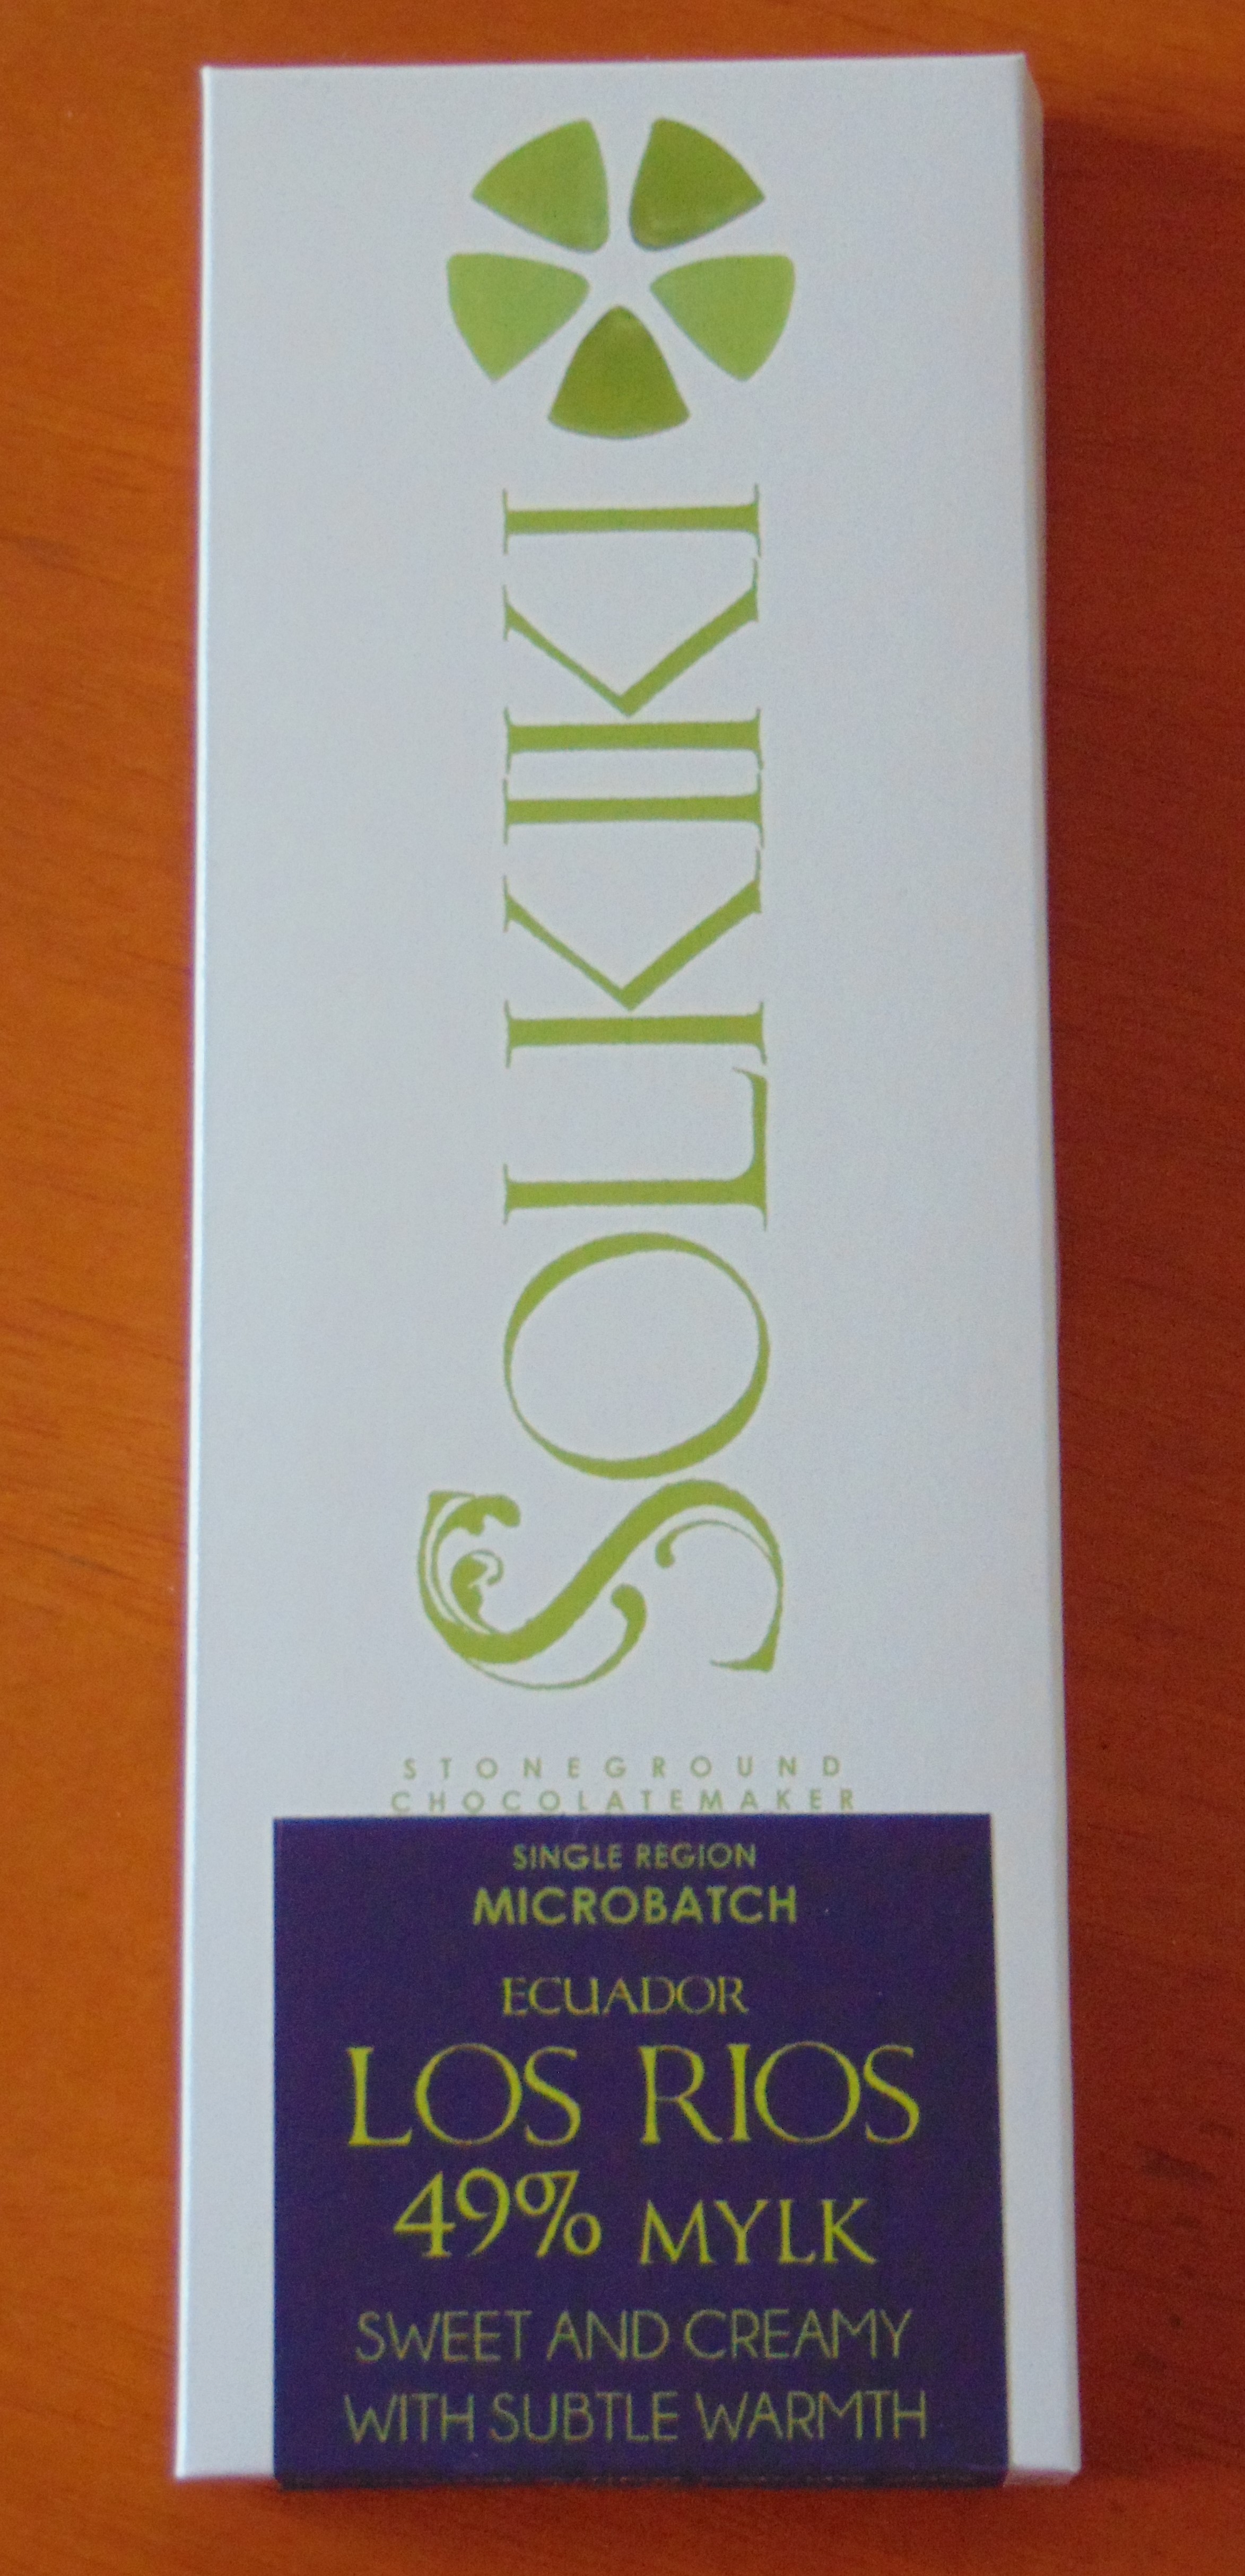 SOLKIKI
STONEGROUND
CHOCOLATEMAKER
SINGLE REGION
MICROBATCH
ECUADOR
LOS RIOS
49% MYLK
SWEET AND CREAMY
WITH SUBTLE WARMTH